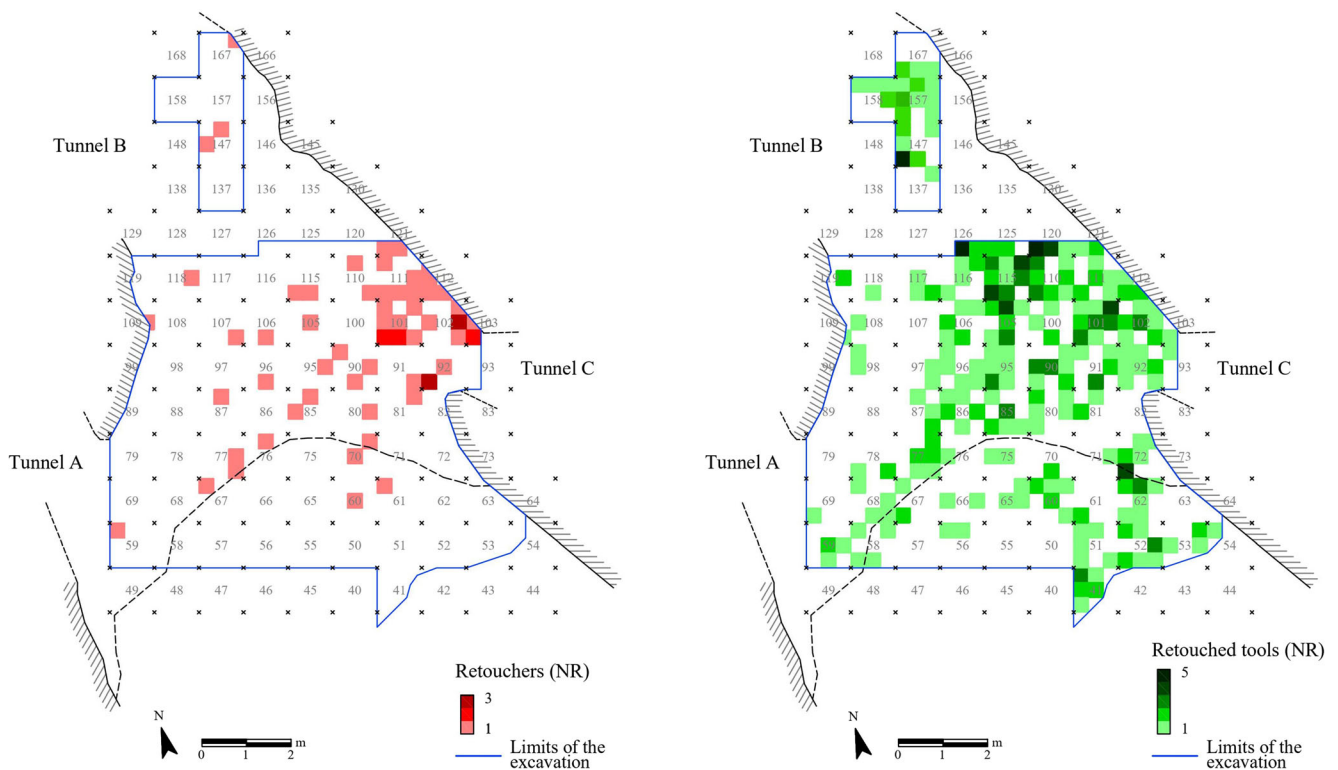 168 167 166
158 157 156
Tunnel B 148 147 146 145
138 137 136 135 130
129 128 127 126 125 120 121
119 118 117 116 115 110 111 112
109 108 107 106 105 100 101 102 103
99 98 97 96 95 90 91 92 93 Tunnel C
89 88 87 86 85 80 81 82 83
Tunnel A 79 78 77 76 75 70 71 72 73
69 68 67 66 65 60 61 62 63 64
59 58 57 56 55 50 51 52 53 54
49 48 47 46 45 40 42 43 44
Retouchers (NR)
3
1
N
0 1 2 m
Limits of the
excavation
168 167 166
158 157 156
Tunnel B 148 147 146 145
138 137 136 135 130
129 128 127 126 125 120 121
119 118 117 116 115 110 111 112
109 108 107 106 105 100 101 102 103
99 98 97 96 95 90 91 92 93 Tunnel C
89 88 87 86 85 80 81 82 83
Tunnel A 79 78 77 76 75 70 71 72 73
69 68 67 66 65 60 61 62 63 64
59 58 57 56 55 50 51 52 53 54
49 48 47 46 45 40 42 43 44
Retouched tools (NR)
5
1
N
0 1 2 m
Limits of the
excavation